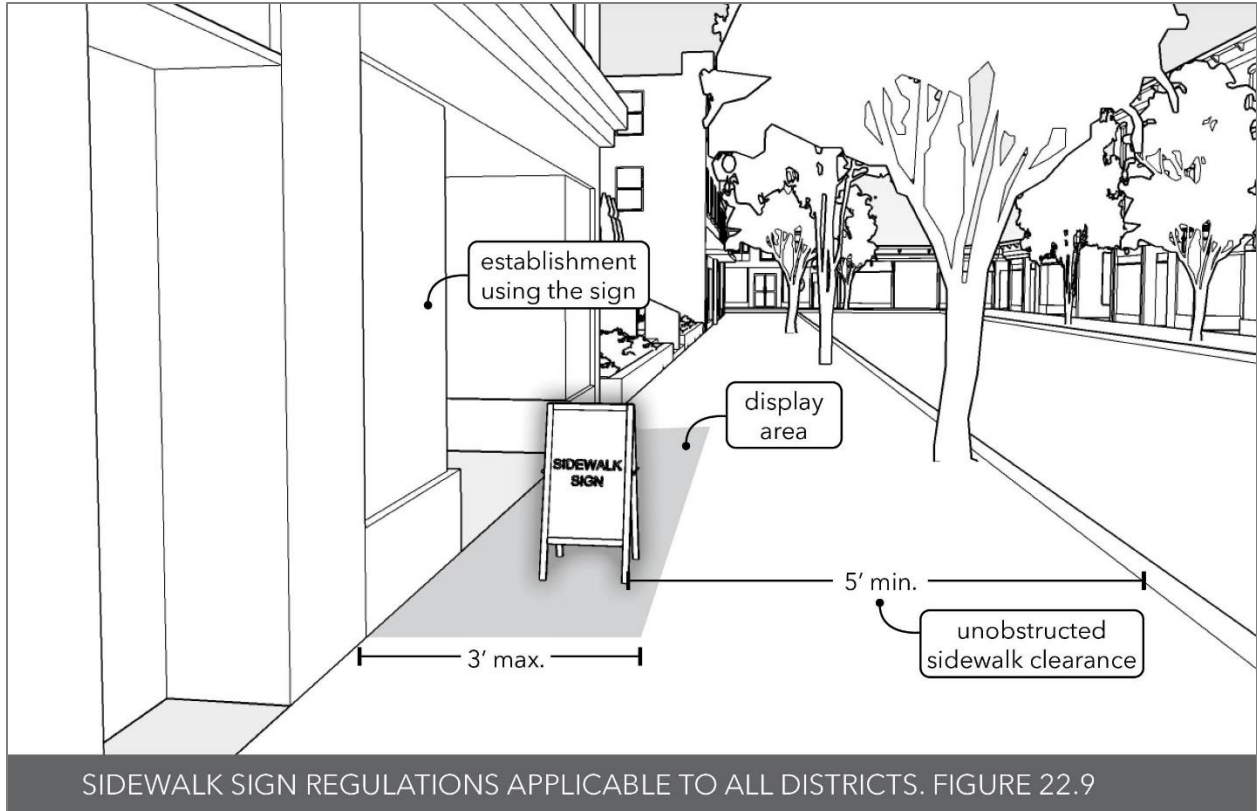 establishment
using the sign
display
area
SIDEWALK
SIGN
5′ min.
3′ max.
unobstructed
sidewalk clearance
SIDEWALK SIGN REGULATIONS APPLICABLE TO ALL DISTRICTS. FIGURE 22.9